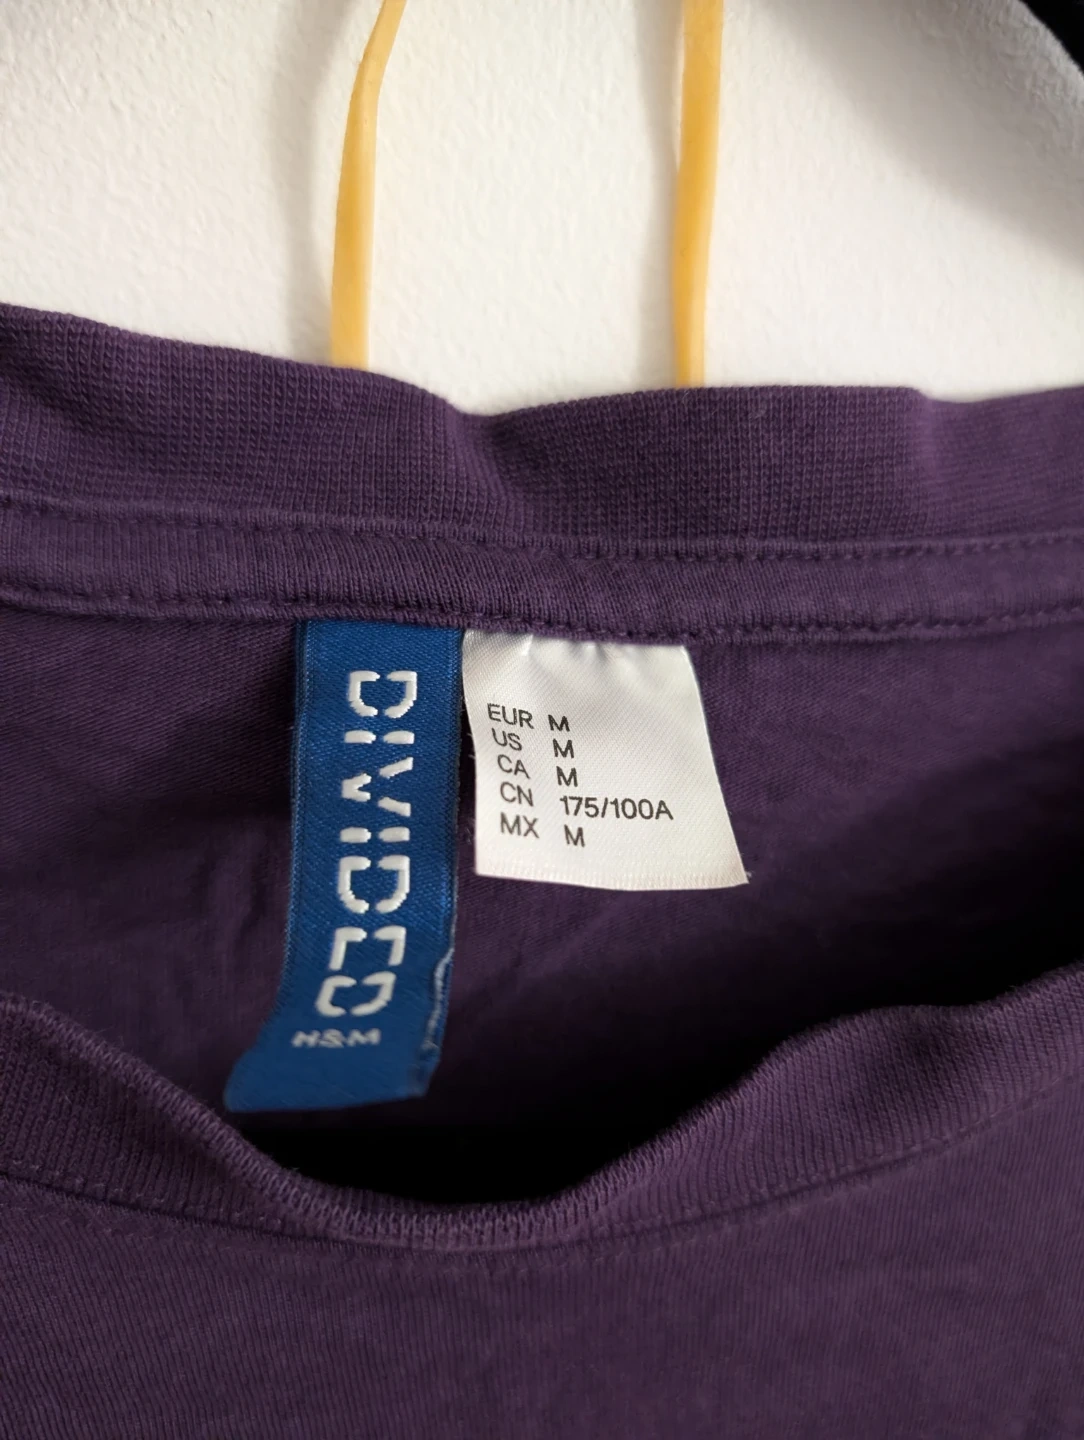 DIVIDED
H&M
EUR M
US M
CA M
CN 175/100A
MX M